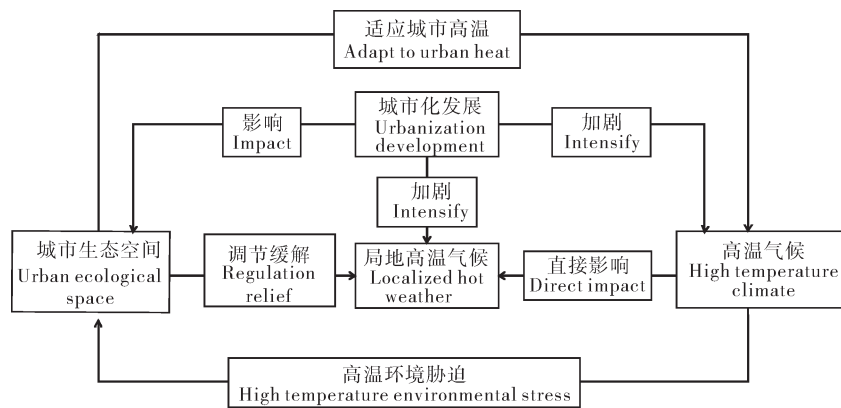 适应城市高温
Adapt to urban heat
城市化发展
Urbanization
development
影响
Impact
加剧
Intensify
加剧
Intensify
城市生态空间
Urban ecological
space
调节缓解
Regulation
relief
局地高温气候
Localized hot
weather
直接影响
Direct impact
高温气候
High temperature
climate
高温环境胁迫
High temperature environmental stress